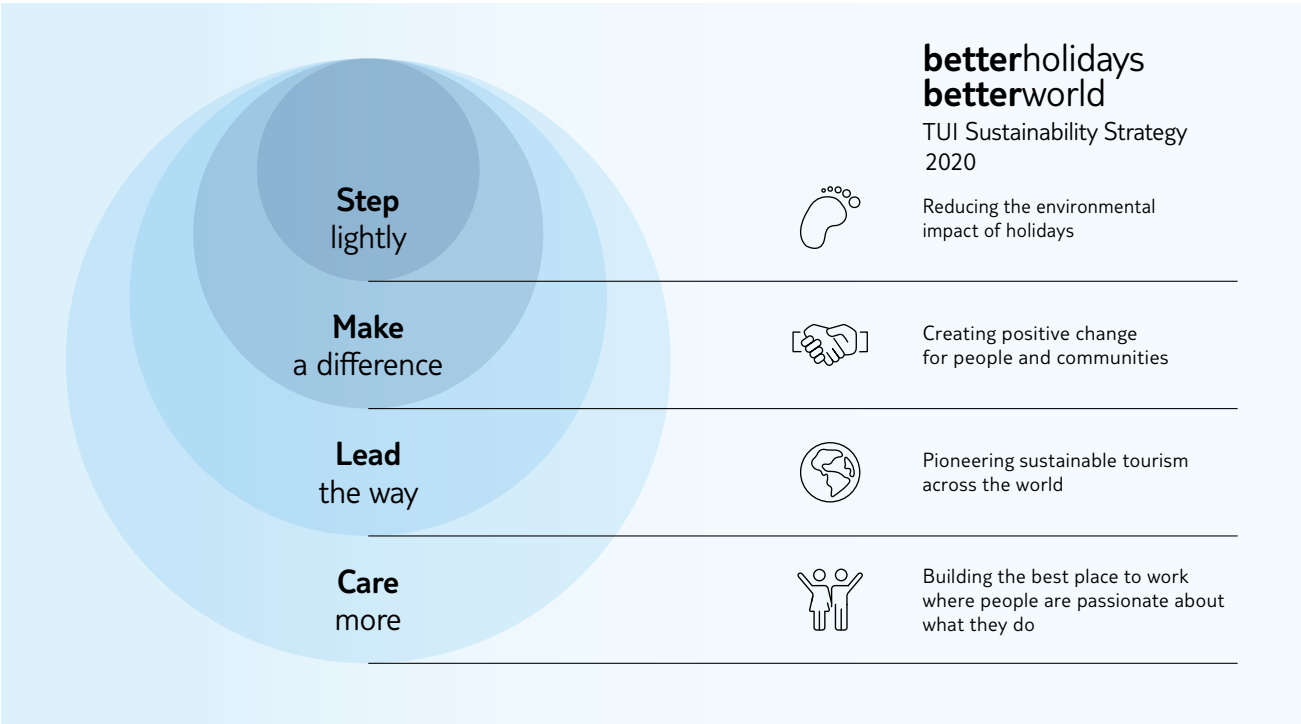 betterholidays
betterworld
TUI Sustainability Strategy
2020
Step
lightly
Reducing the environmental
impact of holidays
Make
a difference
Creating positive change
for people and communities
Lead
the way
Pioneering sustainable tourism
across the world
Care
more
Building the best place to work
where people are passionate about
what they do